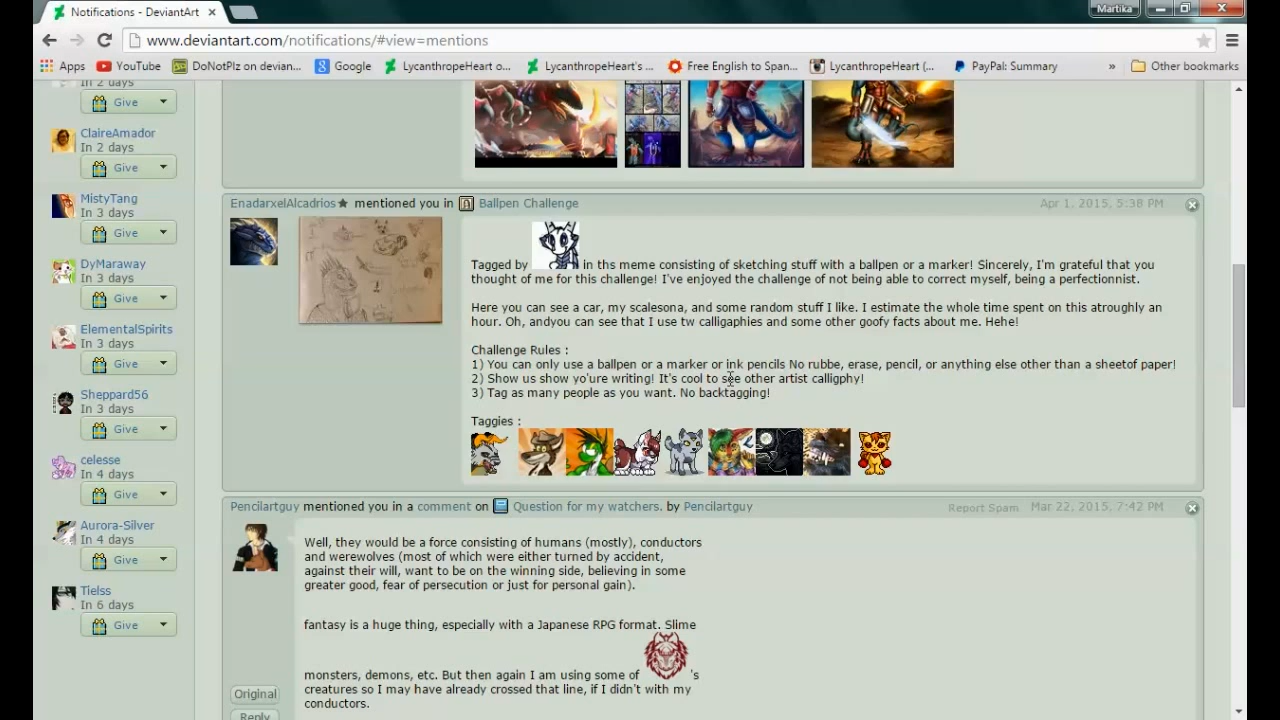 Notifications - DeviantArt
Martika
www.deviantart.com/notifications/#view=mentions
Apps YouTube DoNotPlz on devian... Google LycanthropeHeart o... LycanthropeHeart's ... Free English to Span... LycanthropeHeart (... PayPal: Summary » Other bookmarks
In 2 days
Give
ClaireAmador
In 2 days
Give
MistyTang
In 3 days
Give
DyMaraway
In 3 days
Give
ElementalSpirits
In 3 days
Give
Sheppard56
In 3 days
Give
celesse
In 4 days
Give
Aurora-Silver
In 4 days
Give
Tielss
In 6 days
Give
EnadarxelAlcadrios mentioned you in Ballpen Challenge Apr 1, 2015, 5:38 PM
Tagged by in ths meme consisting of sketching stuff with a ballpen or a marker! Sincerely, I'm grateful that you
thought of me for this challenge! I've enjoyed the challenge of not being able to correct myself, being a perfectionnist.
Here you can see a car, my scalesona, and some random stuff I like. I estimate the whole time spent on this atroughly an
hour. Oh, andyou can see that I use tw calligaphies and some other goofy facts about me. Hehe!
Challenge Rules :
1) You can only use a ballpen or a marker or ink pencils No rubbe, erase, pencil, or anything else other than a sheetof paper!
2) Show us show yo'ure writing! It's cool to see other artist calligphy!
3) Tag as many people as you want. No backtagging!
Taggies :
Pencilartguy mentioned you in a comment on Question for my watchers. by Pencilartguy Report Spam Mar 22, 2015, 7:42 PM
Well, they would be a force consisting of humans (mostly), conductors
and werewolves (most of which were either turned by accident,
against their will, want to be on the winning side, believing in some
greater good, fear of persecution or just for personal gain).
fantasy is a huge thing, especially with a Japanese RPG format. Slime
monsters, demons, etc. But then again I am using some of 's
creatures so I may have already crossed that line, if I didn't with my
conductors.
Original
Reply